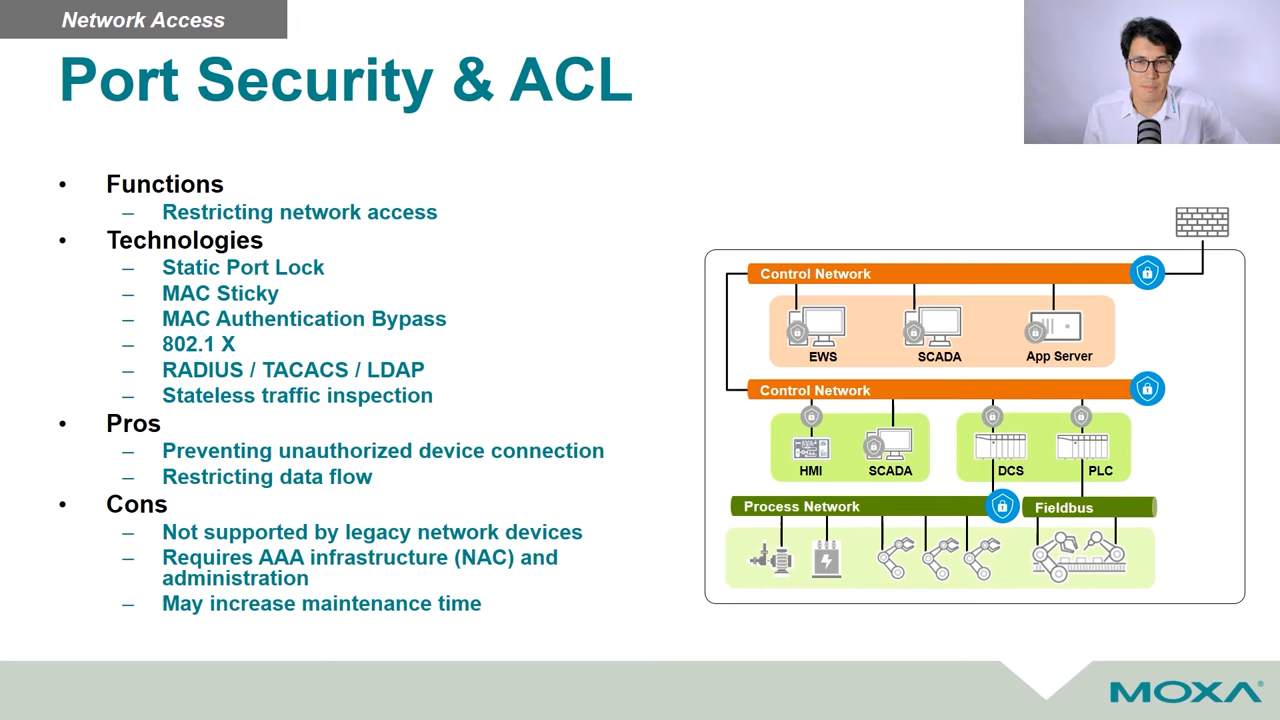 Network Access
Port Security & ACL
• Functions
– Restricting network access
• Technologies
– Static Port Lock
– MAC Sticky
– MAC Authentication Bypass
– 802.1 X
– RADIUS / TACACS / LDAP
– Stateless traffic inspection
• Pros
– Preventing unauthorized device connection
– Restricting data flow
• Cons
– Not supported by legacy network devices
– Requires AAA infrastructure (NAC) and
administration
– May increase maintenance time
Control Network
EWS
SCADA
App Server
Control Network
HMI
SCADA
DCS
PLC
Process Network
Fieldbus
MOXA®